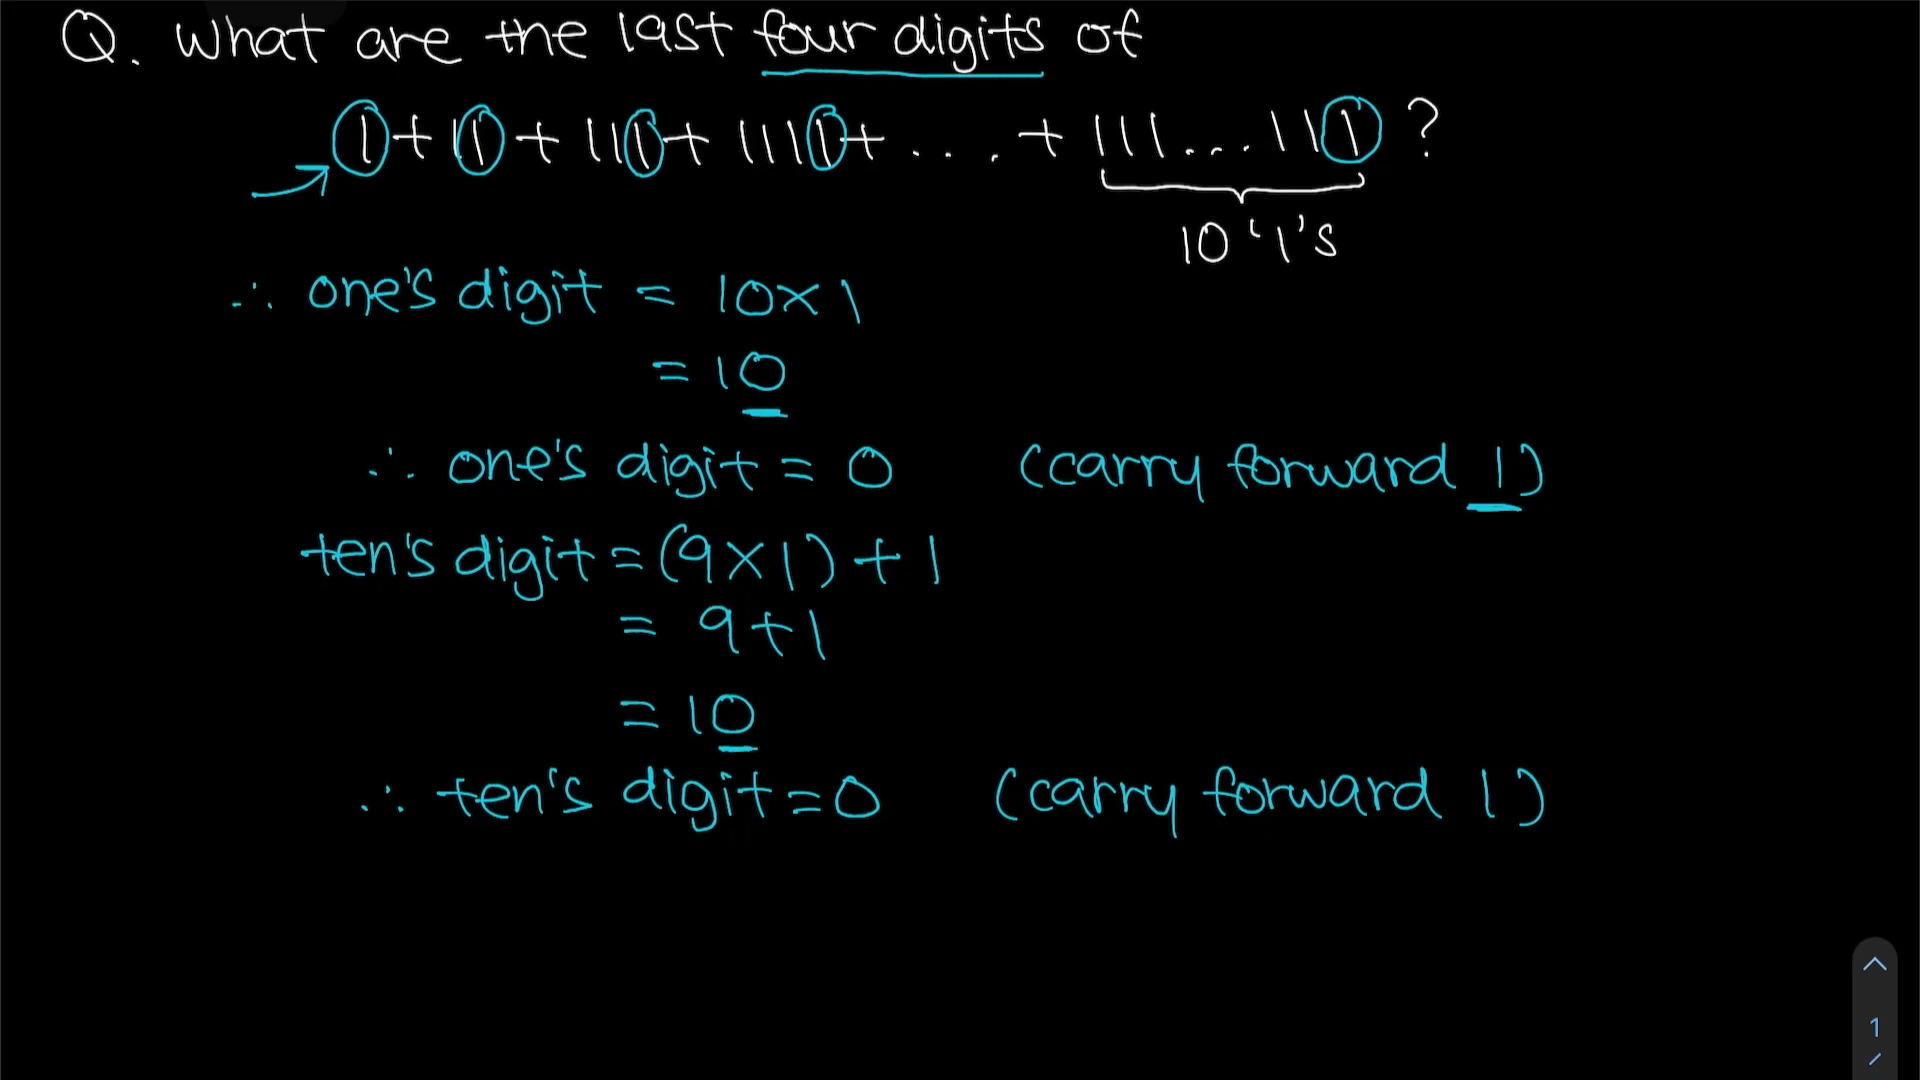 Q. What are the last four digits of
1 + 11 + 111 + 1111 + .... + 111...111 ?
10 '1's
∴ one's digit = 10 × 1
= 10
∴ one's digit = 0 (carry forward 1)
ten's digit = (9 × 1) + 1
= 9 + 1
= 10
∴ ten's digit = 0 (carry forward 1)
1